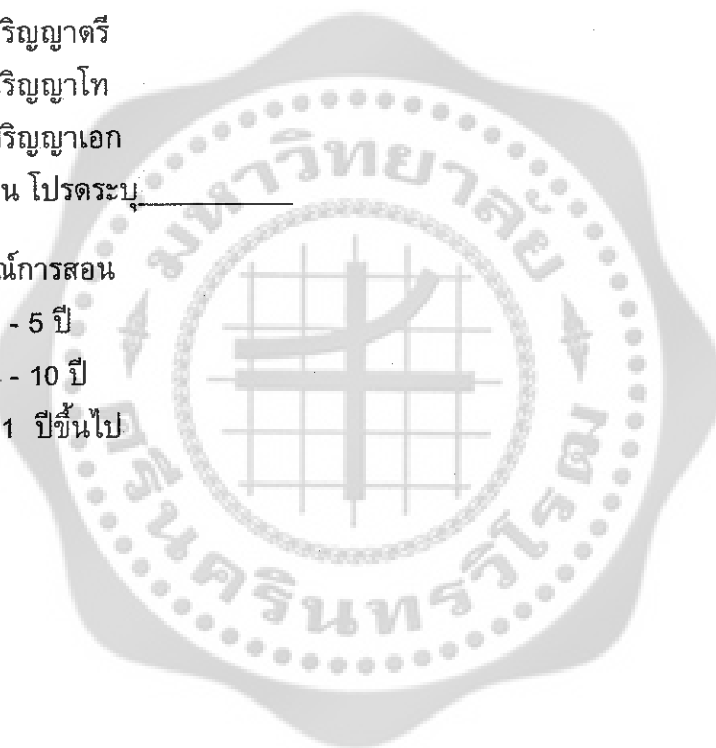 ริญญาตรี
ริญญาโท
ริญญาเอก
น โปรดระบุ
ณ์การสอน
- 5 ปี
- 10 ปี
1 ปีขึ้นไป
มหาวิทยาลัย
ศรีนครินทรวิโรฒ